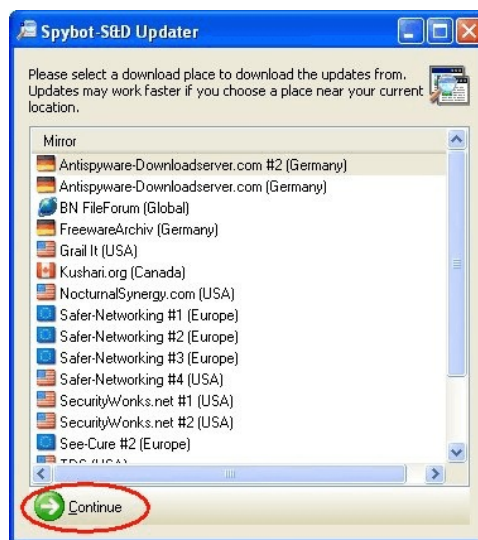 Spybot-S&D Updater
Please select a download place to download the updates from.
Updates may work faster if you choose a place near your current
location.
Mirror
Antispyware-Downloadserver.com #2 (Germany)
Antispyware-Downloadserver.com (Germany)
BN FileForum (Global)
FreewareArchiv (Germany)
Grail It (USA)
Kushari.org (Canada)
NocturnalSynergy.com (USA)
Safer-Networking #1 (Europe)
Safer-Networking #2 (Europe)
Safer-Networking #3 (Europe)
Safer-Networking #4 (USA)
SecurityWonks.net #1 (USA)
SecurityWonks.net #2 (USA)
See-Cure #2 (Europe)
Continue